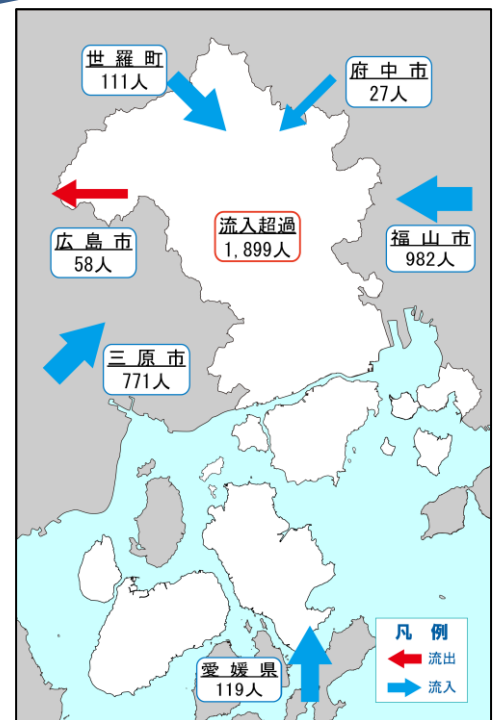 世羅町
111人
府中市
27人
広島市
58人
流入超過
1,899人
福山市
982人
三原市
771人
愛媛県
119人
凡 例
流出
流入